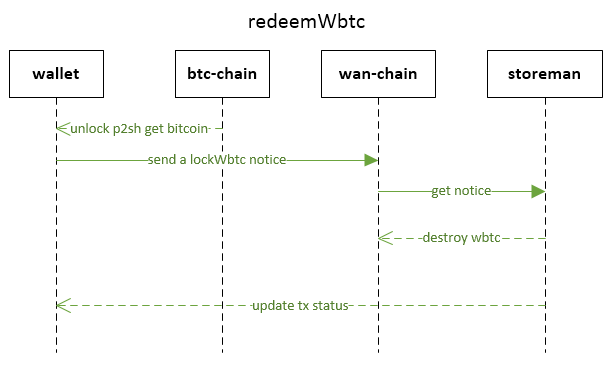 redeemWbtc
wallet
btc-chain
wan-chain
storeman
unlock p2sh get bitcoin
send a lockWbtc notice
get notice
destroy wbtc
update tx status